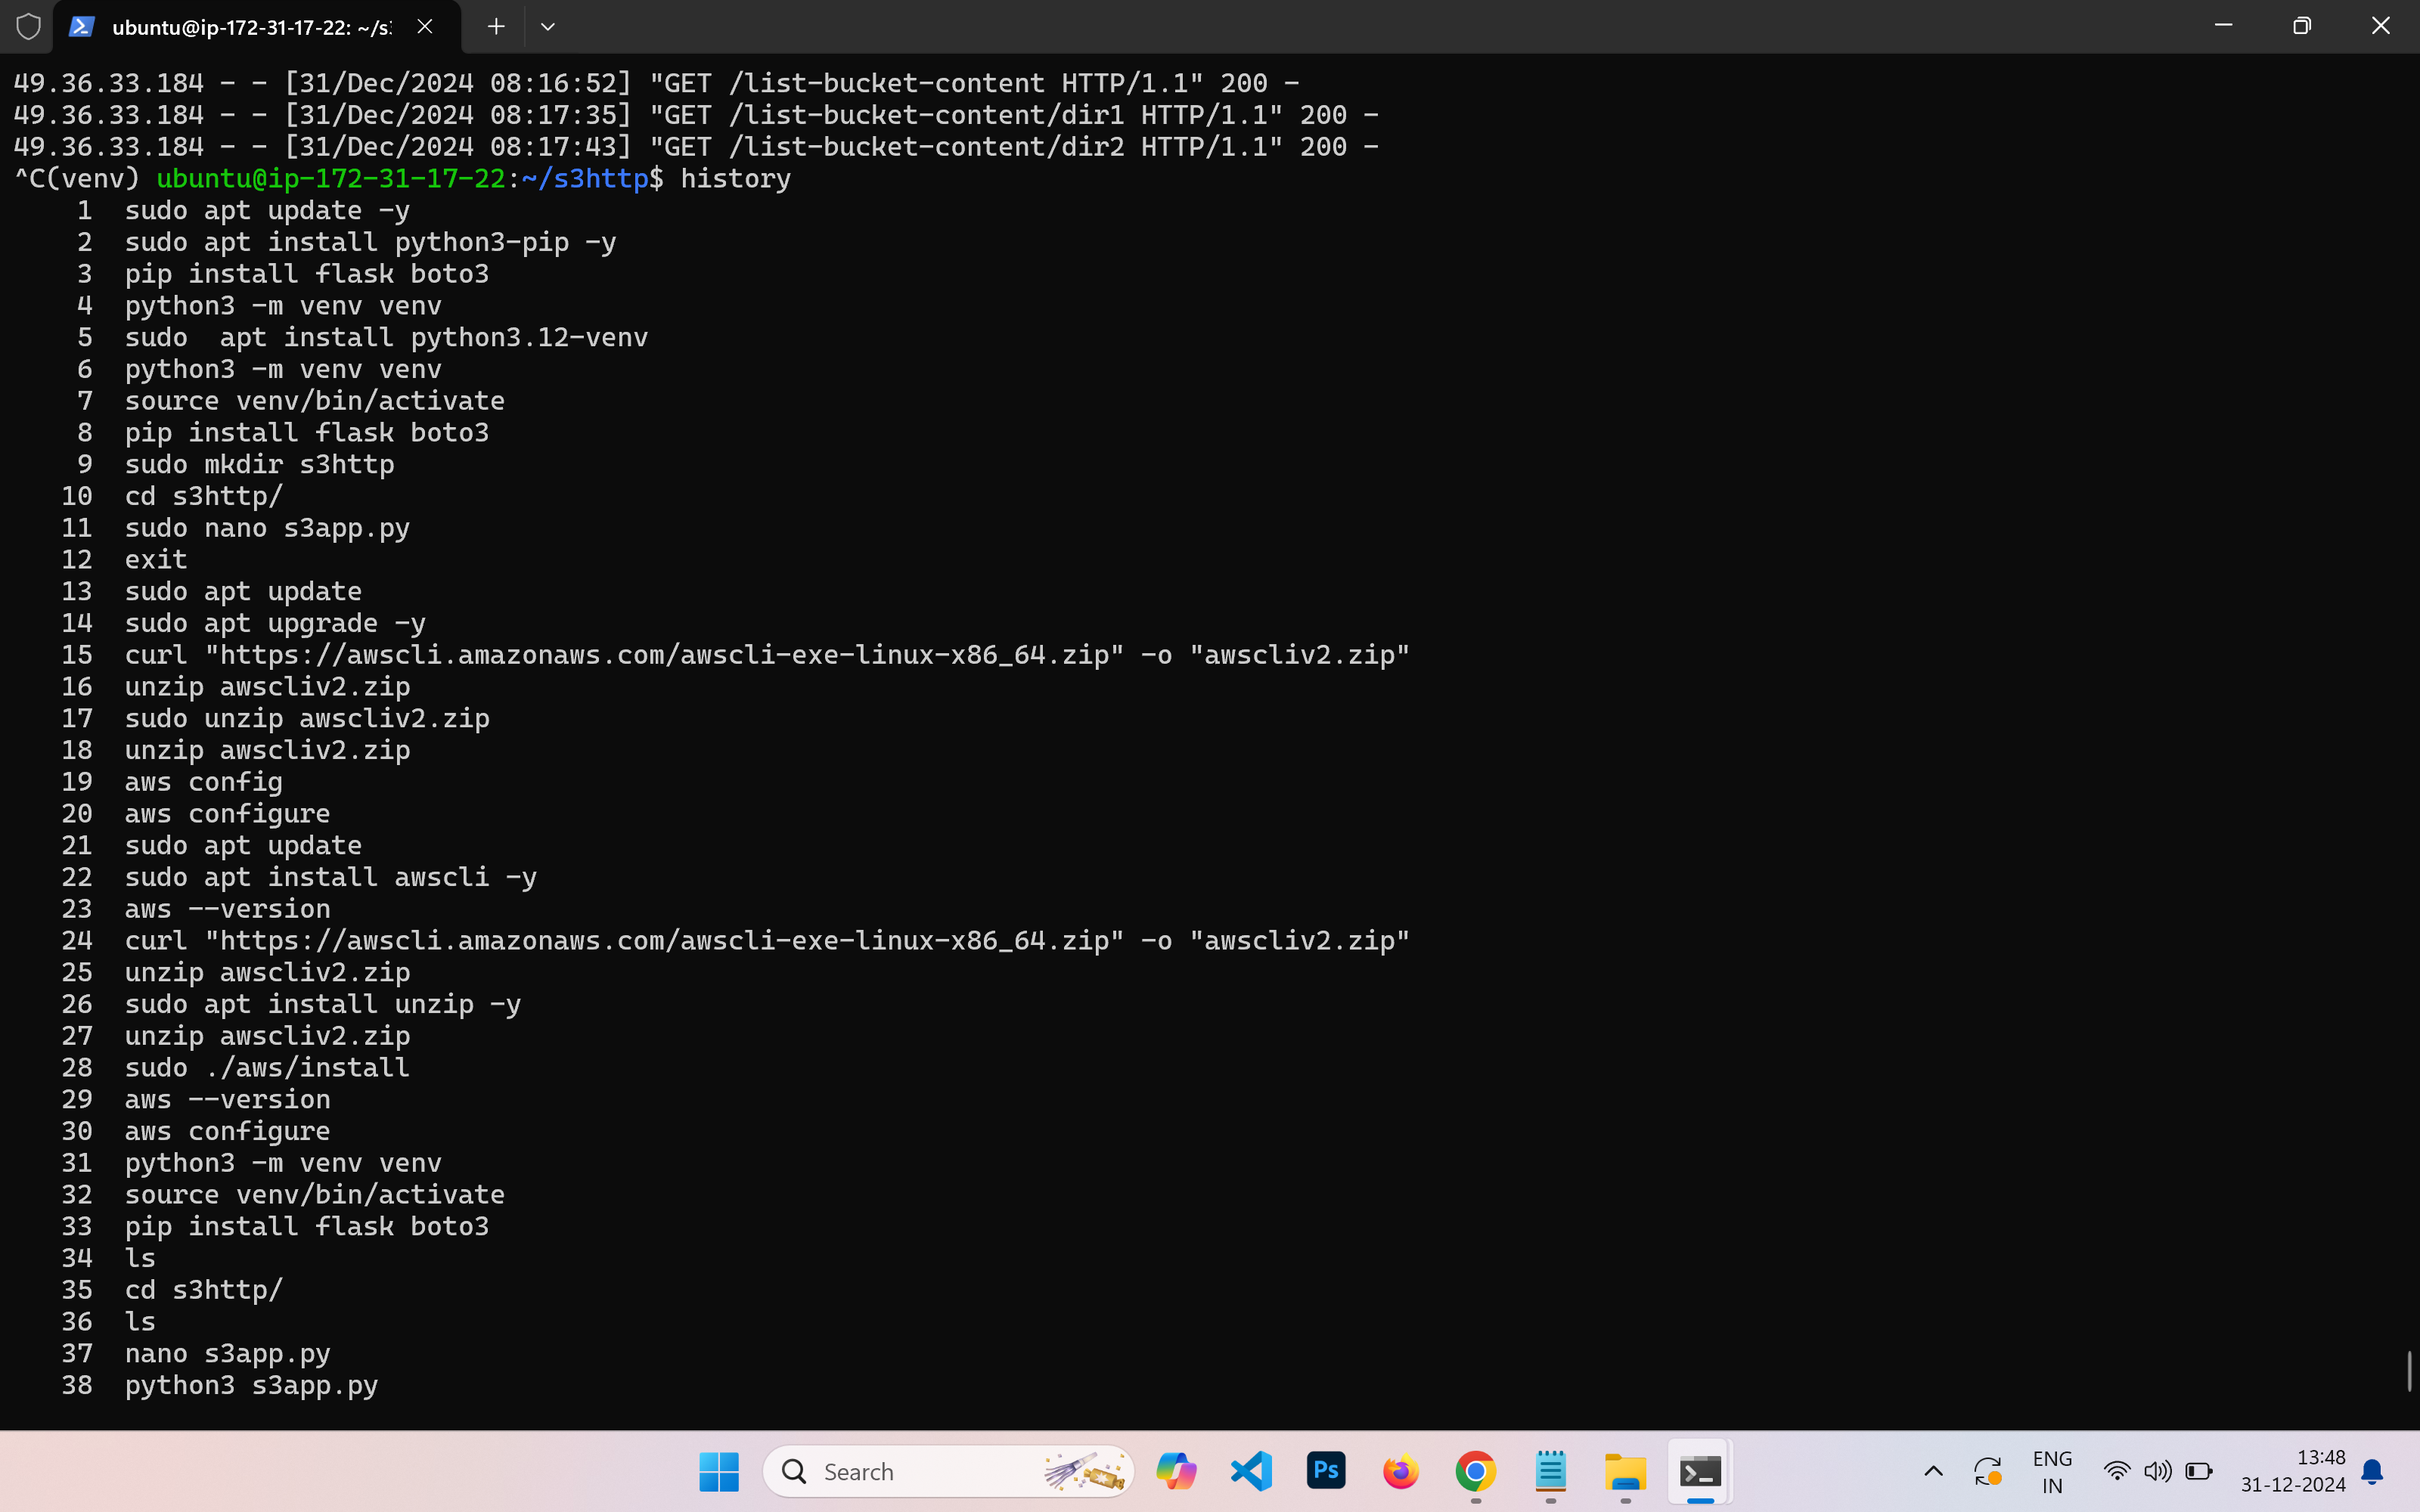 ubuntu@ip-172-31-17-22: ~/s3
49.36.33.184 - - [31/Dec/2024 08:16:52] "GET /list-bucket-content HTTP/1.1" 200 -
49.36.33.184 - - [31/Dec/2024 08:17:35] "GET /list-bucket-content/dir1 HTTP/1.1" 200 -
49.36.33.184 - - [31/Dec/2024 08:17:43] "GET /list-bucket-content/dir2 HTTP/1.1" 200 -
^C(venv) ubuntu@ip-172-31-17-22:~/s3http$ history
1 sudo apt update -y
2 sudo apt install python3-pip -y
3 pip install flask boto3
4 python3 -m venv venv
5 sudo  apt install python3.12-venv
6 python3 -m venv venv
7 source venv/bin/activate
8 pip install flask boto3
9 sudo mkdir s3http
10 cd s3http/
11 sudo nano s3app.py
12 exit
13 sudo apt update
14 sudo apt upgrade -y
15 curl "https://awscli.amazonaws.com/awscli-exe-linux-x86_64.zip" -o "awscliv2.zip"
16 unzip awscliv2.zip
17 sudo unzip awscliv2.zip
18 unzip awscliv2.zip
19 aws config
20 aws configure
21 sudo apt update
22 sudo apt install awscli -y
23 aws --version
24 curl "https://awscli.amazonaws.com/awscli-exe-linux-x86_64.zip" -o "awscliv2.zip"
25 unzip awscliv2.zip
26 sudo apt install unzip -y
27 unzip awscliv2.zip
28 sudo ./aws/install
29 aws --version
30 aws configure
31 python3 -m venv venv
32 source venv/bin/activate
33 pip install flask boto3
34 ls
35 cd s3http/
36 ls
37 nano s3app.py
38 python3 s3app.py
Search
Ps
ENG
IN
13:48
31-12-2024